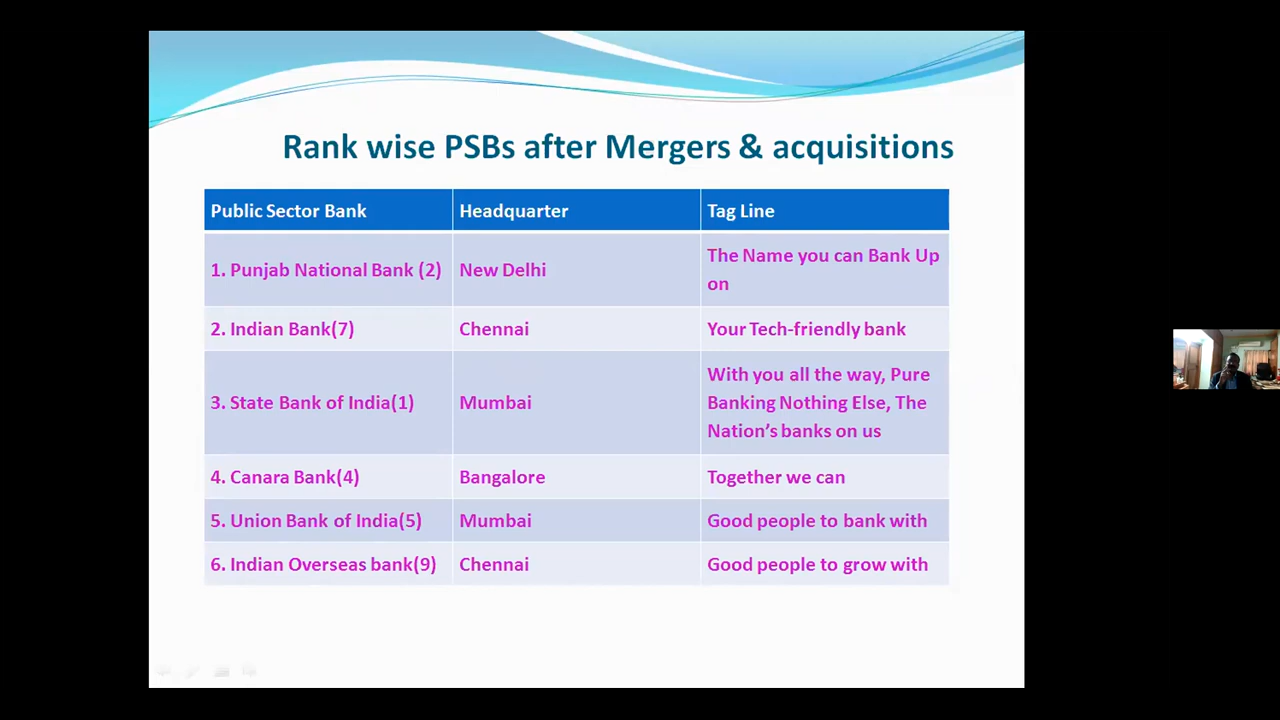 Rank wise PSBs after Mergers & acquisitions
Public Sector Bank Headquarter Tag Line
1. Punjab National Bank (2) New Delhi The Name you can Bank Up
on
2. Indian Bank(7) Chennai Your Tech-friendly bank
3. State Bank of India(1) Mumbai With you all the way, Pure
Banking Nothing Else, The
Nation's banks on us
4. Canara Bank(4) Bangalore Together we can
5. Union Bank of India(5) Mumbai Good people to bank with
6. Indian Overseas bank(9) Chennai Good people to grow with